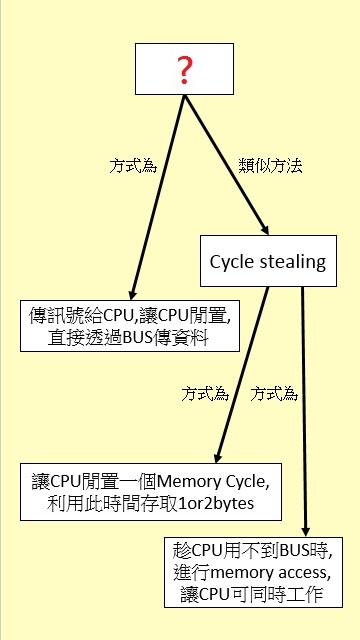 ?
方式為
類似方法
Cycle stealing
傳訊號給CPU,讓CPU閒置,
直接透過BUS傳資料
方式為
方式為
讓CPU閒置一個Memory Cycle,
利用此時間存取1or2bytes
趁CPU用不到BUS時,
進行memory access,
讓CPU可同時工作